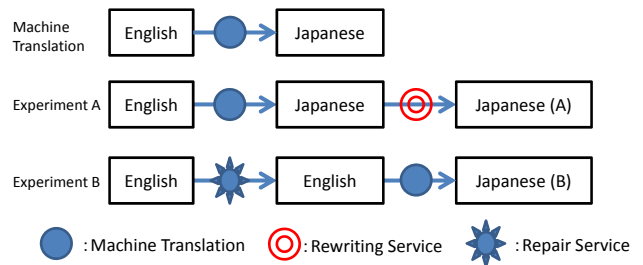 Machine
Translation
English
Japanese
Experiment A
English
Japanese
Japanese (A)
Experiment B
English
English
Japanese (B)
: Machine Translation
: Rewriting Service
: Repair Service